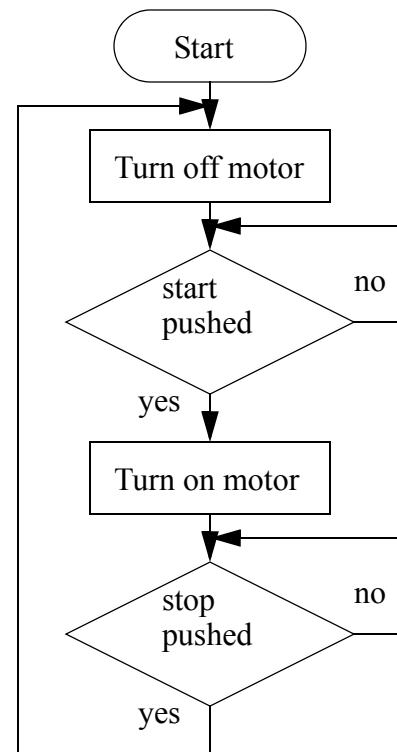 Start
Turn off motor
start
pushed
no
yes
Turn on motor
stop
pushed
no
yes